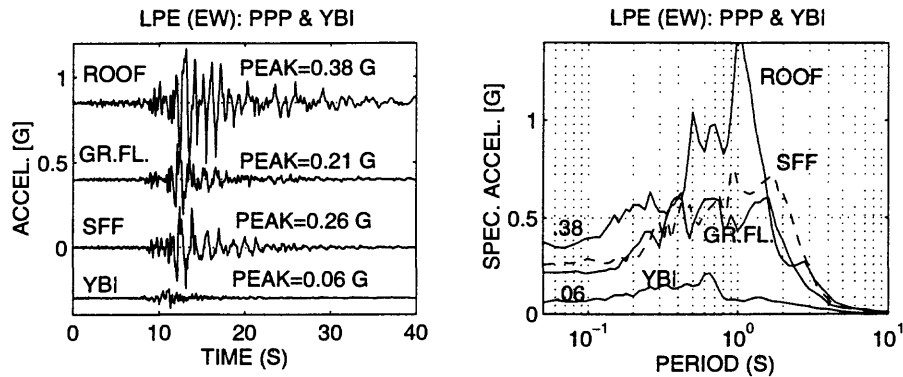 LPE (EW): PPP & YBI
ACCEL. [G]
1
0.5
0
ROOF
PEAK=0.38 G
GR.FL.
PEAK=0.21 G
SFF
PEAK=0.26 G
YBI
PEAK=0.06 G
0
10
20
30
40
TIME (S)
LPE (EW): PPP & YBI
SPEC. ACCEL. [G]
1
0.5
0
ROOF
SFF
.38
GR.FL.
YBI
.06
10⁻¹
10⁰
10¹
PERIOD (S)